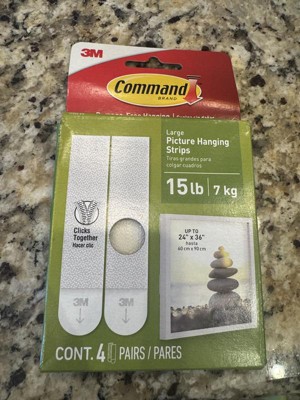 3M
Command
BRAND
Large
Picture Hanging
Strips
Tiras grandes para
colgar cuadros
15 lb | 7 kg
Clicks
Together
Hacer clic
UP TO
24" x 36"
hasta
60 cm x 90 cm
3M
3M
CONT. 4 PAIRS / PARES